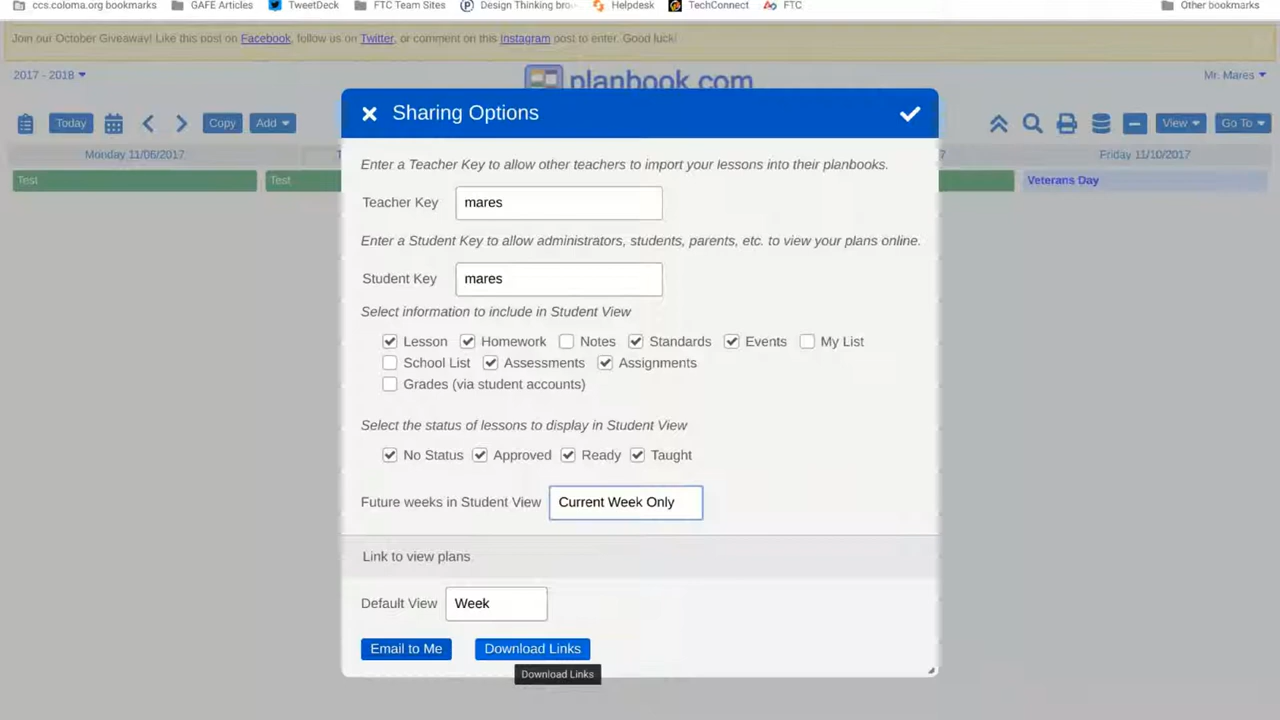 ccs.coloma.org bookmarks GAFE Articles TweetDeck FTC Team Sites Design Thinking bro Helpdesk TechConnect FTC Other bookmarks
Join our October Giveaway! Like this post on Facebook, follow us on Twitter, or comment on this Instagram post to enter. Good luck!
2017 - 2018 planbook.com Mr. Mares
Sharing Options
Today Copy Add View Go To
Monday 11/06/2017 7 Friday 11/10/2017
Test Test Veterans Day
Enter a Teacher Key to allow other teachers to import your lessons into their planbooks.
Teacher Key mares
Enter a Student Key to allow administrators, students, parents, etc. to view your plans online.
Student Key mares
Select information to include in Student View
Lesson Homework Notes Standards Events My List
School List Assessments Assignments
Grades (via student accounts)
Select the status of lessons to display in Student View
No Status Approved Ready Taught
Future weeks in Student View Current Week Only
Link to view plans
Default View Week
Email to Me Download Links
Download Links